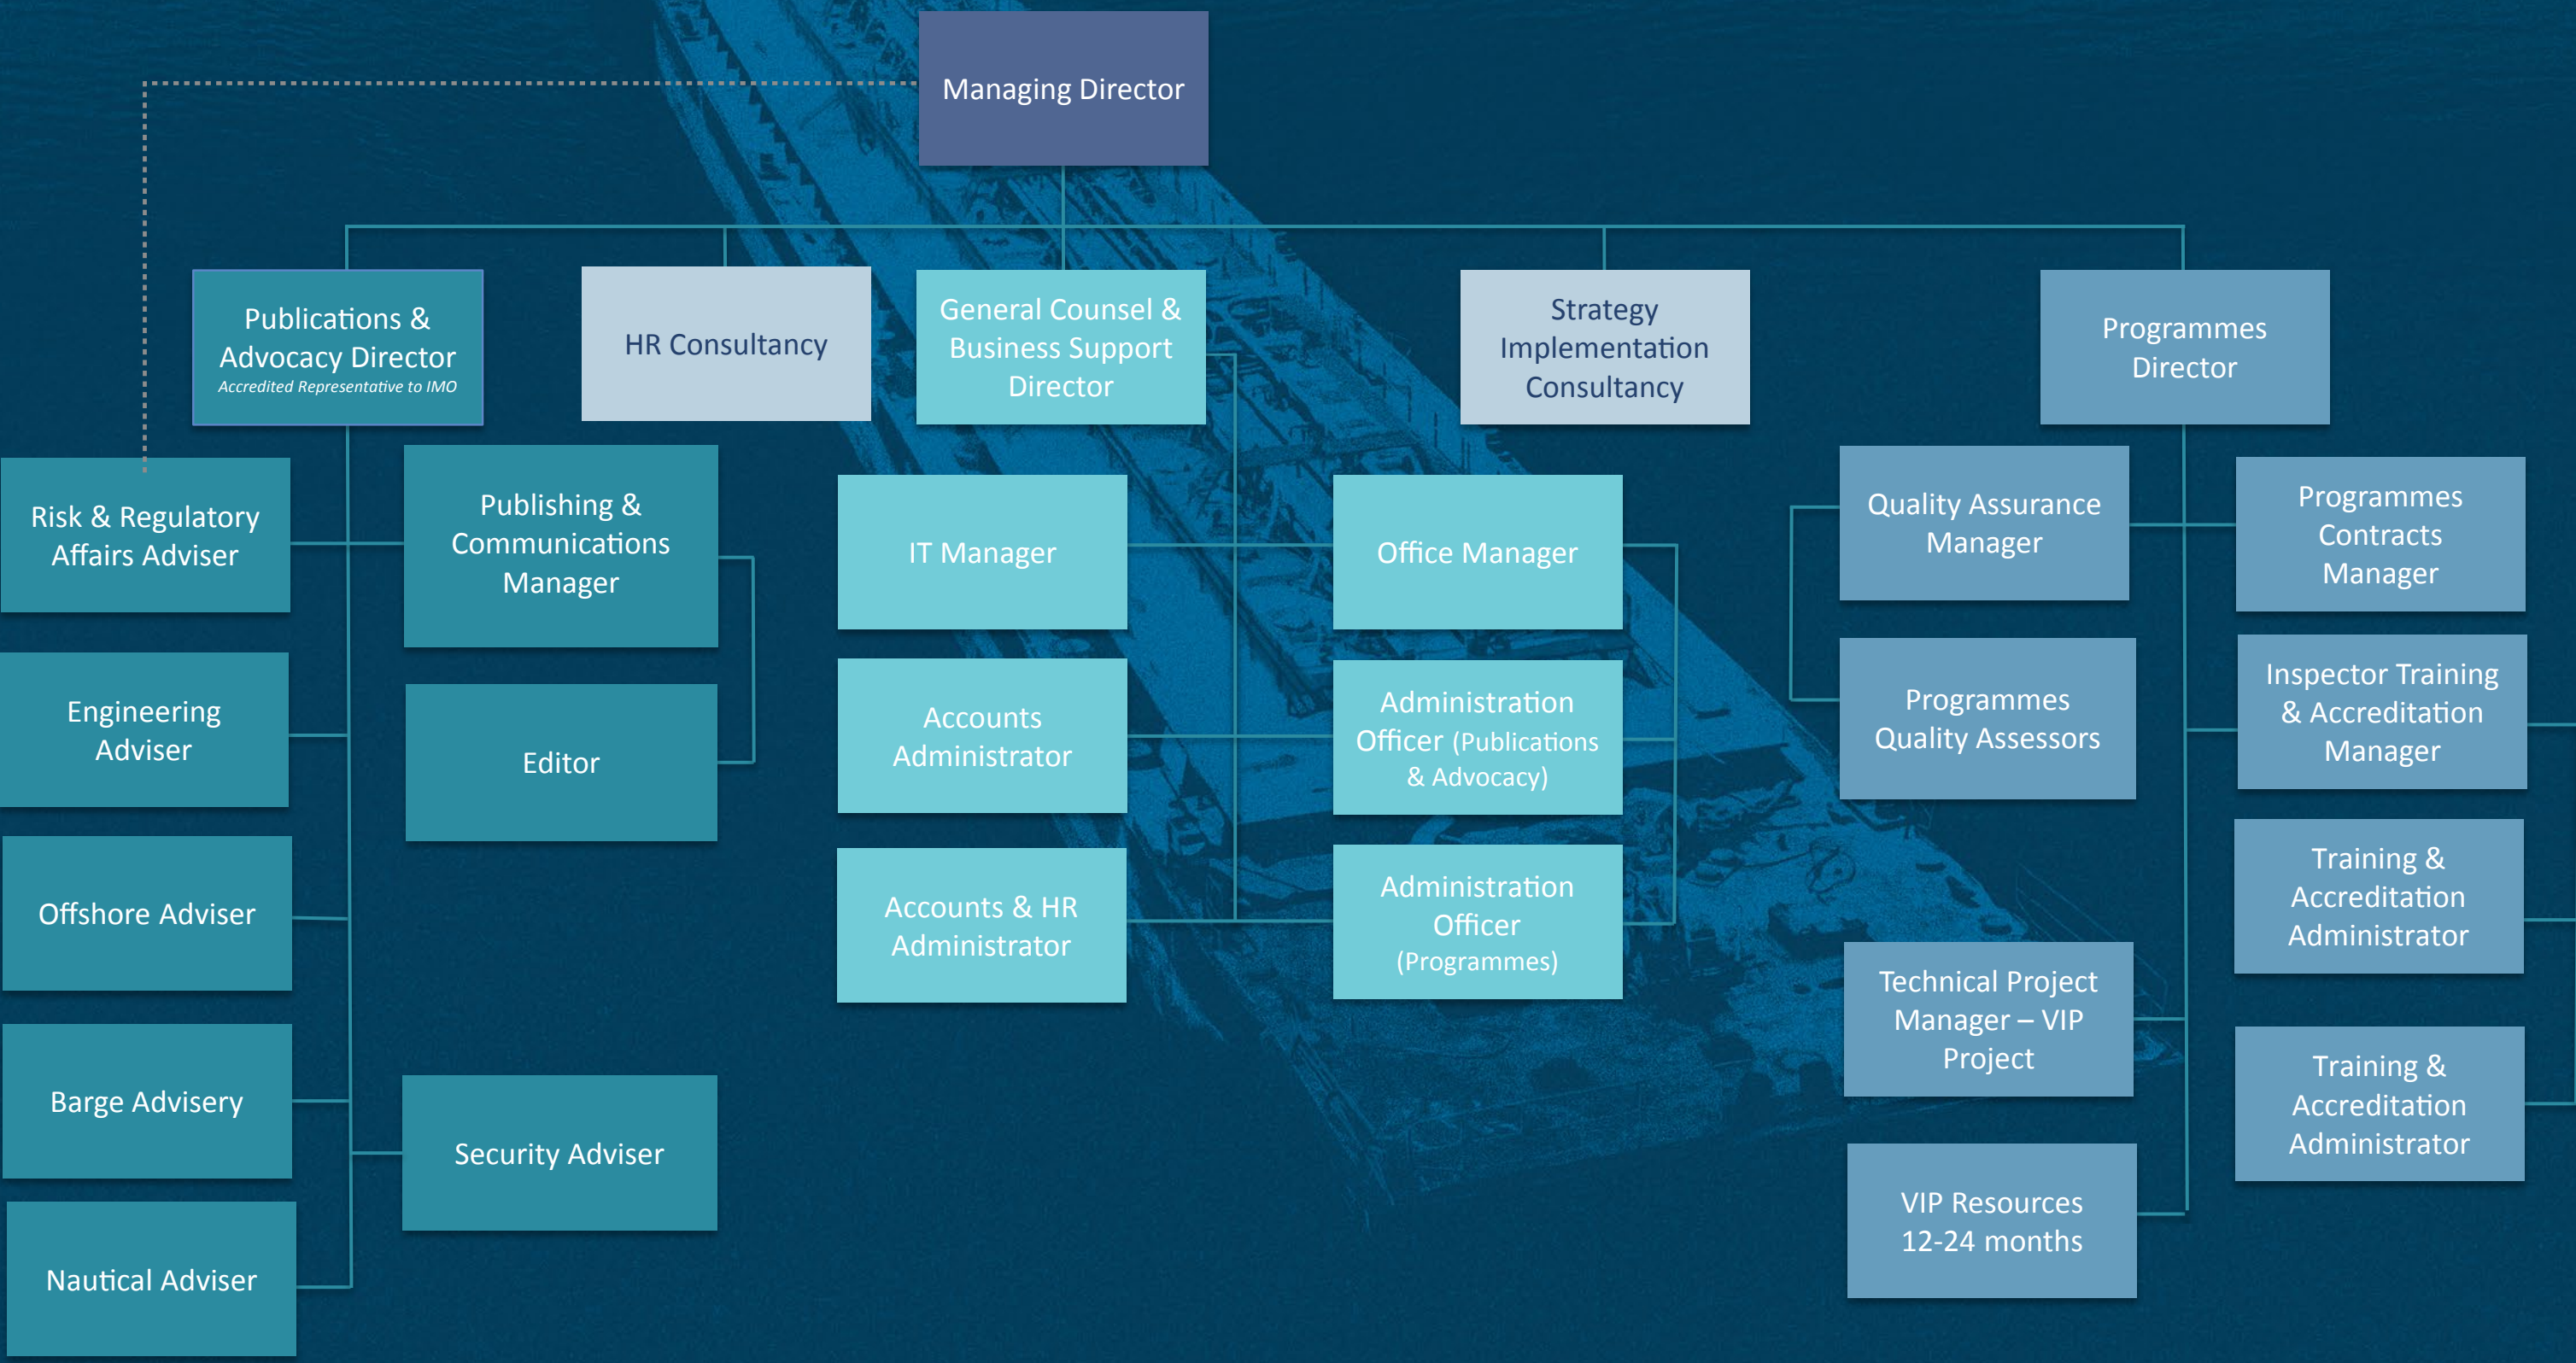 Managing Director
Publications &
Advocacy Director
Accredited Representative to IMO
HR Consultancy
General Counsel &
Business Support
Director
Strategy
Implementation
Consultancy
Programmes
Director
Risk & Regulatory
Affairs Adviser
Publishing &
Communications
Manager
IT Manager
Office Manager
Quality Assurance
Manager
Programmes
Contracts
Manager
Engineering
Adviser
Editor
Accounts
Administrator
Administration
Officer (Publications
& Advocacy)
Programmes
Quality Assessors
Inspector Training
& Accreditation
Manager
Offshore Adviser
Accounts & HR
Administrator
Administration
Officer
(Programmes)
Training &
Accreditation
Administrator
Technical Project
Manager – VIP
Project
Barge Advisery
Security Adviser
Training &
Accreditation
Administrator
VIP Resources
12-24 months
Nautical Adviser